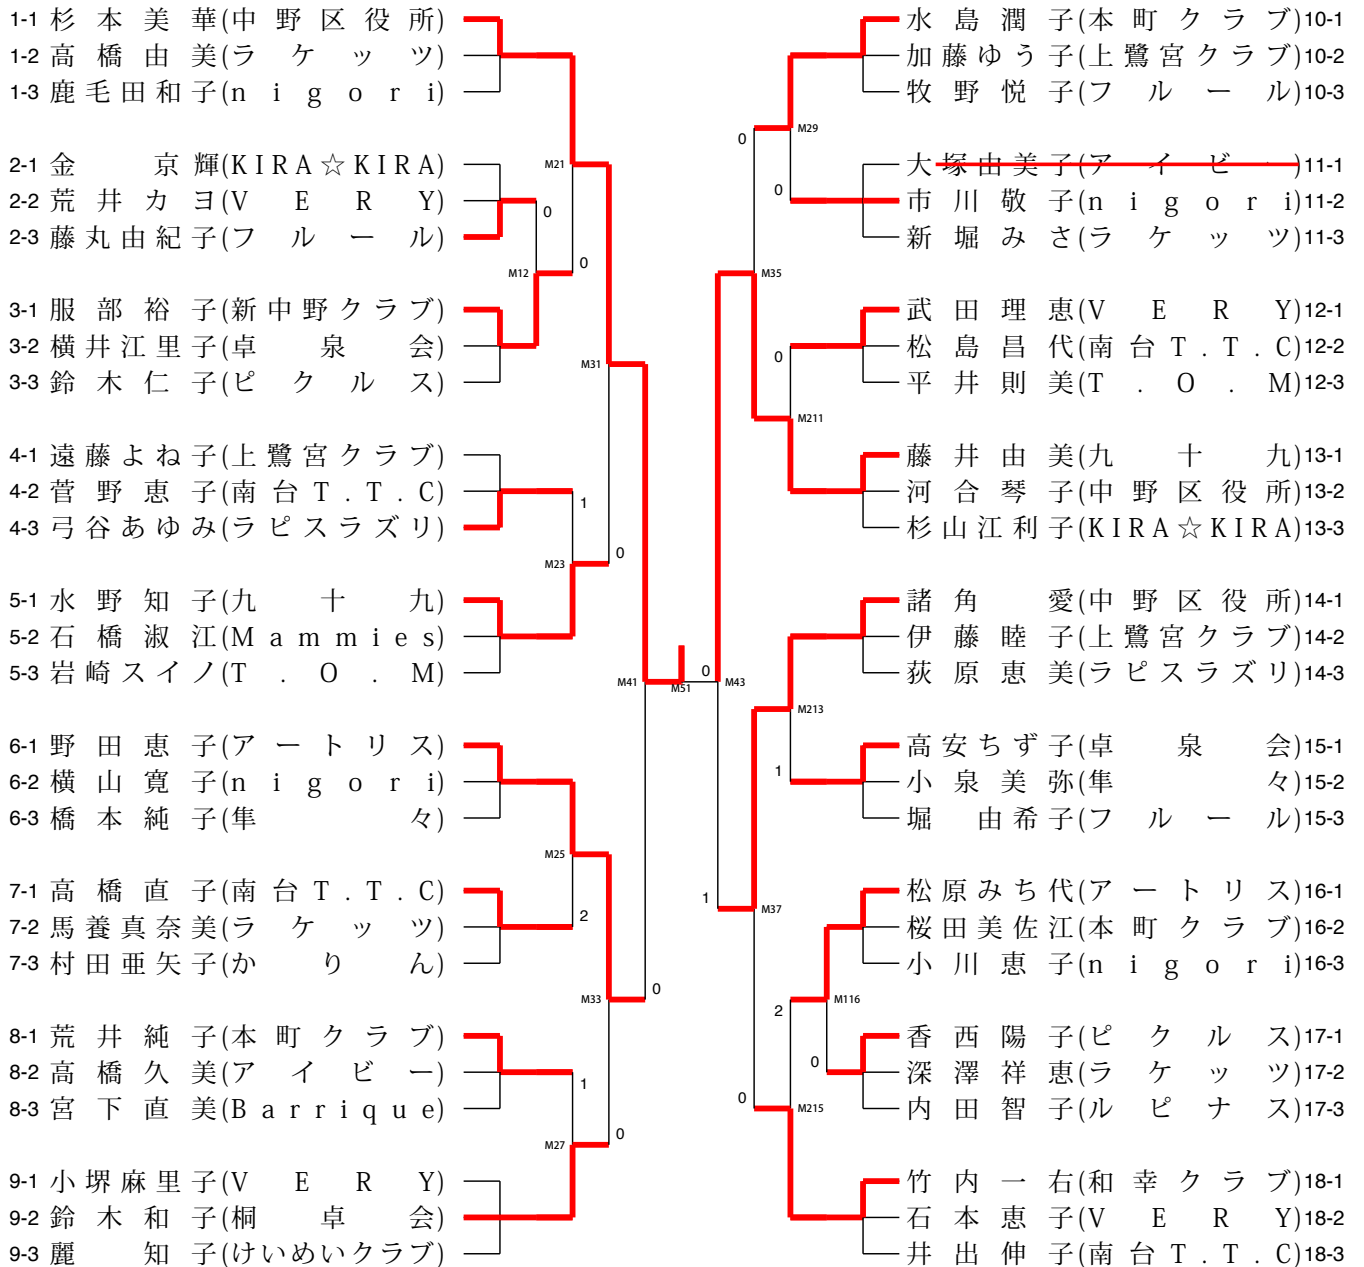 1-1 杉本美華(中野区役所)
1-2 高橋由美(ラケッツ)
1-3 鹿毛田和子(nigori)
2-1 金 京輝(KIRA☆KIRA)
2-2 荒井カヨ(VERY)
2-3 藤丸由紀子(フルール)
3-1 服部裕子(新中野クラブ)
3-2 横井江里子(卓泉会)
3-3 鈴木仁子(ピクルス)
4-1 遠藤よね子(上鷺宮クラブ)
4-2 菅野恵子(南台T.T.C)
4-3 弓谷あゆみ(ラピスラズリ)
5-1 水野知子(九十九)
5-2 石橋淑江(Mammies)
5-3 岩崎スイノ(T.O.M)
6-1 野田恵子(アートリス)
6-2 横山寛子(nigori)
6-3 橋本純子(隼々)
7-1 高橋直子(南台T.T.C)
7-2 馬養真奈美(ラケッツ)
7-3 村田亜矢子(かりん)
8-1 荒井純子(本町クラブ)
8-2 高橋久美(アイビー)
8-3 宮下直美(Barrique)
9-1 小堺麻里子(VERY)
9-2 鈴木和子(桐卓会)
9-3 麗 知子(けいめいクラブ)
M21
0
M12
0
M31
1
M23
0
M41
M25
2
M33
0
1
M27
0
M51
0
M43
0
M29
0
M35
0
M211
M213
1
1
M37
2
M116
0
0
M215
水島潤子(本町クラブ)10-1
加藤ゆう子(上鷺宮クラブ)10-2
牧野悦子(フルール)10-3
大塚由美子(アイビー)11-1
市川敬子(nigori)11-2
新堀みさ(ラケッツ)11-3
武田理恵(VERY)12-1
松島昌代(南台T.T.C)12-2
平井則美(T.O.M)12-3
藤井由美(九十九)13-1
河合琴子(中野区役所)13-2
杉山江利子(KIRA☆KIRA)13-3
諸角 愛(中野区役所)14-1
伊藤睦子(上鷺宮クラブ)14-2
荻原恵美(ラピスラズリ)14-3
高安ちず子(卓泉会)15-1
小泉美弥(隼々)15-2
堀 由希子(フルール)15-3
松原みち代(アートリス)16-1
桜田美佐江(本町クラブ)16-2
小川恵子(nigori)16-3
香西陽子(ピクルス)17-1
深澤祥恵(ラケッツ)17-2
内田智子(ルピナス)17-3
竹内一右(和幸クラブ)18-1
石本恵子(VERY)18-2
井出伸子(南台T.T.C)18-3